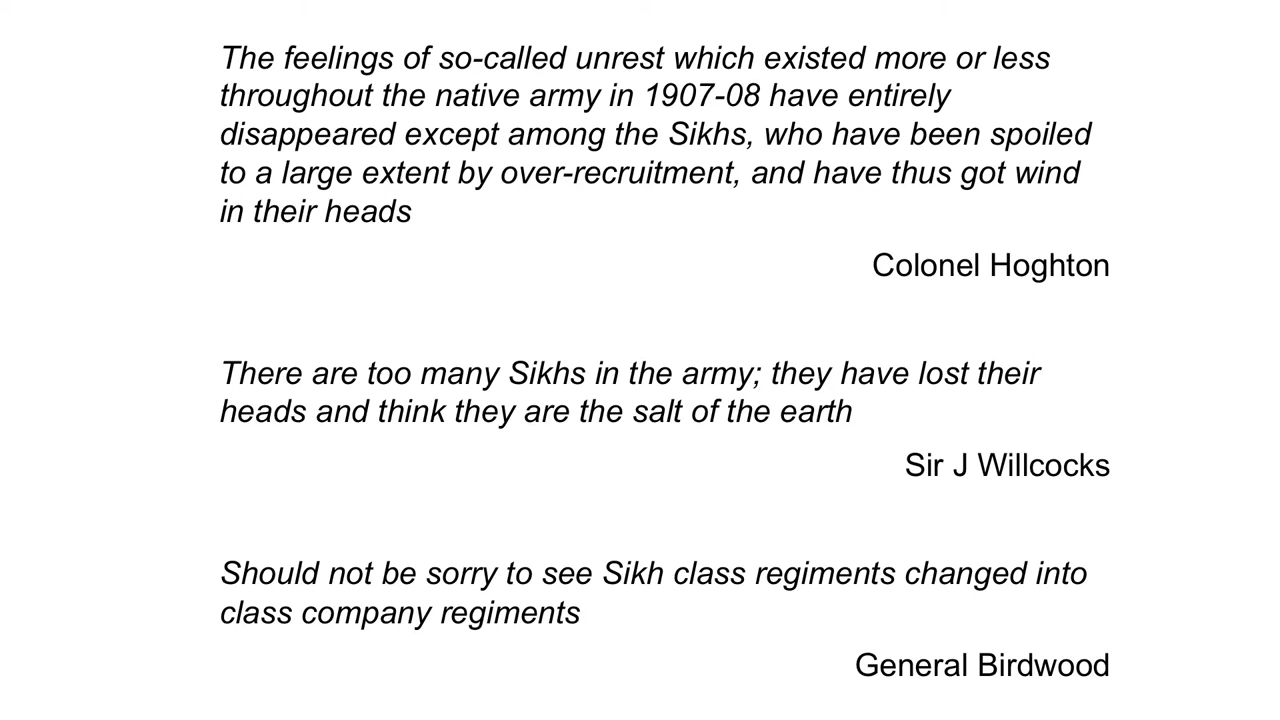 The feelings of so-called unrest which existed more or less
throughout the native army in 1907-08 have entirely
disappeared except among the Sikhs, who have been spoiled
to a large extent by over-recruitment, and have thus got wind
in their heads
Colonel Hoghton
There are too many Sikhs in the army; they have lost their
heads and think they are the salt of the earth
Sir J Willcocks
Should not be sorry to see Sikh class regiments changed into
class company regiments
General Birdwood